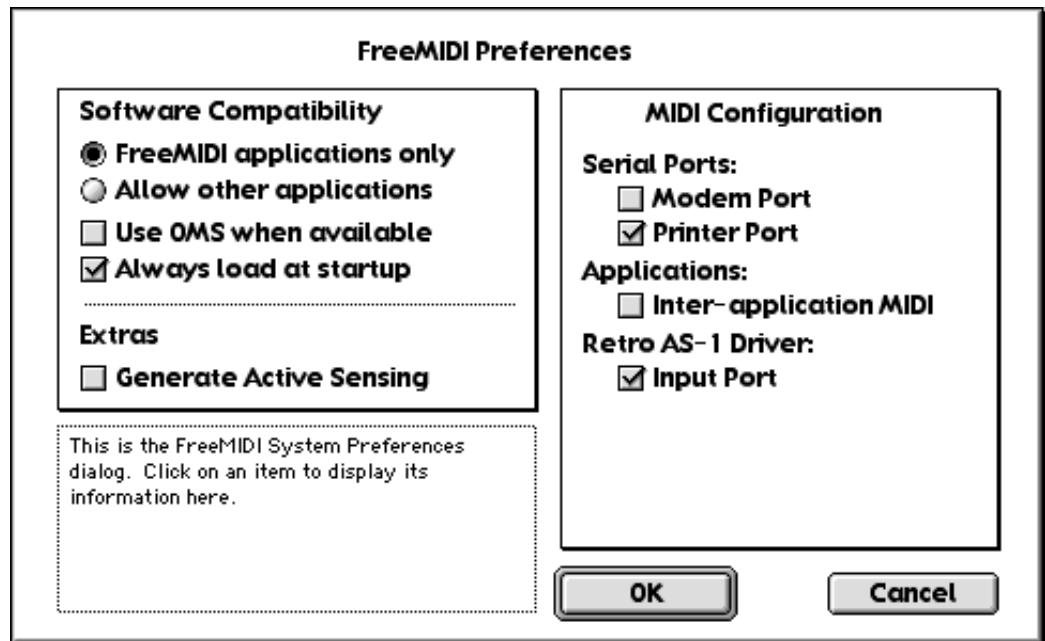 FreeMIDI Preferences
Software Compatibility
FreeMIDI applications only
Allow other applications
Use OMS when available
Always load at startup
Extras
Generate Active Sensing
This is the FreeMIDI System Preferences
dialog. Click on an item to display its
information here.
MIDI Configuration
Serial Ports:
Modem Port
Printer Port
Applications:
Inter-application MIDI
Retro AS-1 Driver:
Input Port
OK
Cancel